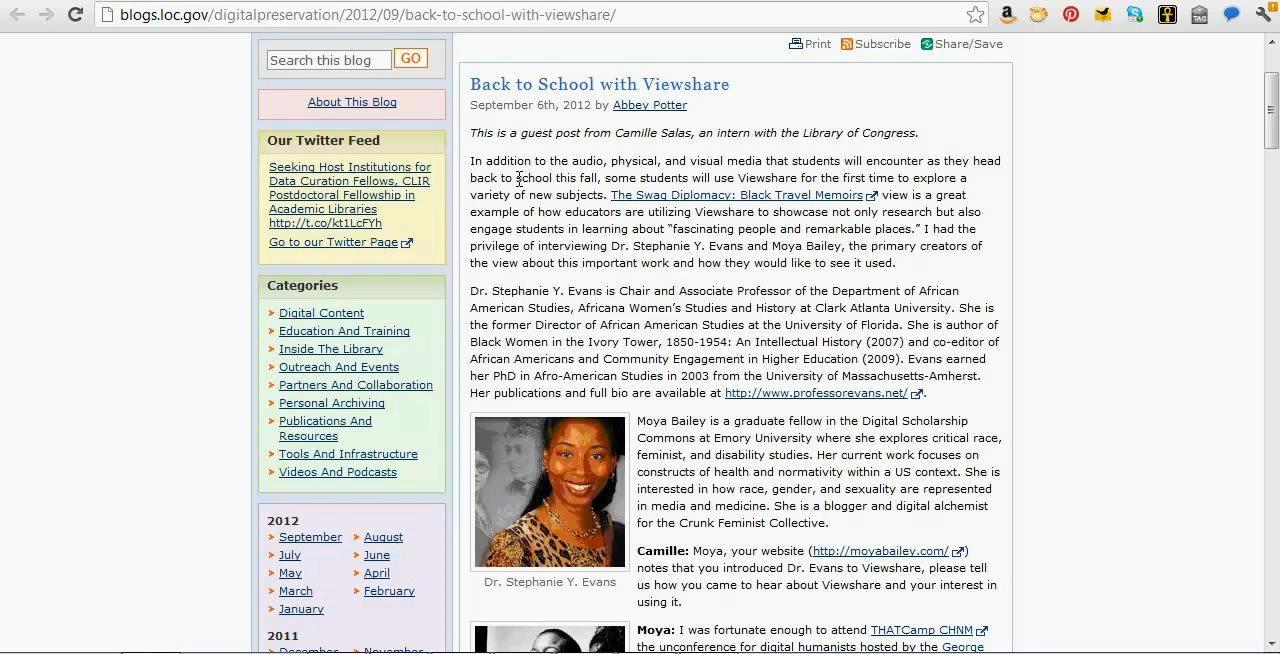 blogs.loc.gov/digitalpreservation/2012/09/back-to-school-with-viewshare/
TAG
Print Subscribe Share/Save
Search this blog GO
About This Blog
Our Twitter Feed
Seeking Host Institutions for
Data Curation Fellows, CLIR
Postdoctoral Fellowship in
Academic Libraries
http://t.co/kt1LcFYh
Go to our Twitter Page
Categories
Digital Content
Education And Training
Inside The Library
Outreach And Events
Partners And Collaboration
Personal Archiving
Publications And
Resources
Tools And Infrastructure
Videos And Podcasts
2012
September August
July June
May April
March February
January
2011
December November
Back to School with Viewshare
September 6th, 2012 by Abbey Potter
This is a guest post from Camille Salas, an intern with the Library of Congress.
In addition to the audio, physical, and visual media that students will encounter as they head
back to school this fall, some students will use Viewshare for the first time to explore a
variety of new subjects. The Swag Diplomacy: Black Travel Memoirs view is a great
example of how educators are utilizing Viewshare to showcase not only research but also
engage students in learning about “fascinating people and remarkable places.” I had the
privilege of interviewing Dr. Stephanie Y. Evans and Moya Bailey, the primary creators of
the view about this important work and how they would like to see it used.
Dr. Stephanie Y. Evans is Chair and Associate Professor of the Department of African
American Studies, Africana Women’s Studies and History at Clark Atlanta University. She is
the former Director of African American Studies at the University of Florida. She is author of
Black Women in the Ivory Tower, 1850-1954: An Intellectual History (2007) and co-editor of
African Americans and Community Engagement in Higher Education (2009). Evans earned
her PhD in Afro-American Studies in 2003 from the University of Massachusetts-Amherst.
Her publications and full bio are available at http://www.professorevans.net/ .
Dr. Stephanie Y. Evans
Moya Bailey is a graduate fellow in the Digital Scholarship
Commons at Emory University where she explores critical race,
feminist, and disability studies. Her current work focuses on
constructs of health and normativity within a US context. She is
interested in how race, gender, and sexuality are represented
in media and medicine. She is a blogger and digital alchemist
for the Crunk Feminist Collective.
Camille: Moya, your website (http://moyabailey.com/ )
notes that you introduced Dr. Evans to Viewshare, please tell
us how you came to hear about Viewshare and your interest in
using it.
Moya: I was fortunate enough to attend THATCamp CHNM
the unconference for digital humanists hosted by the George